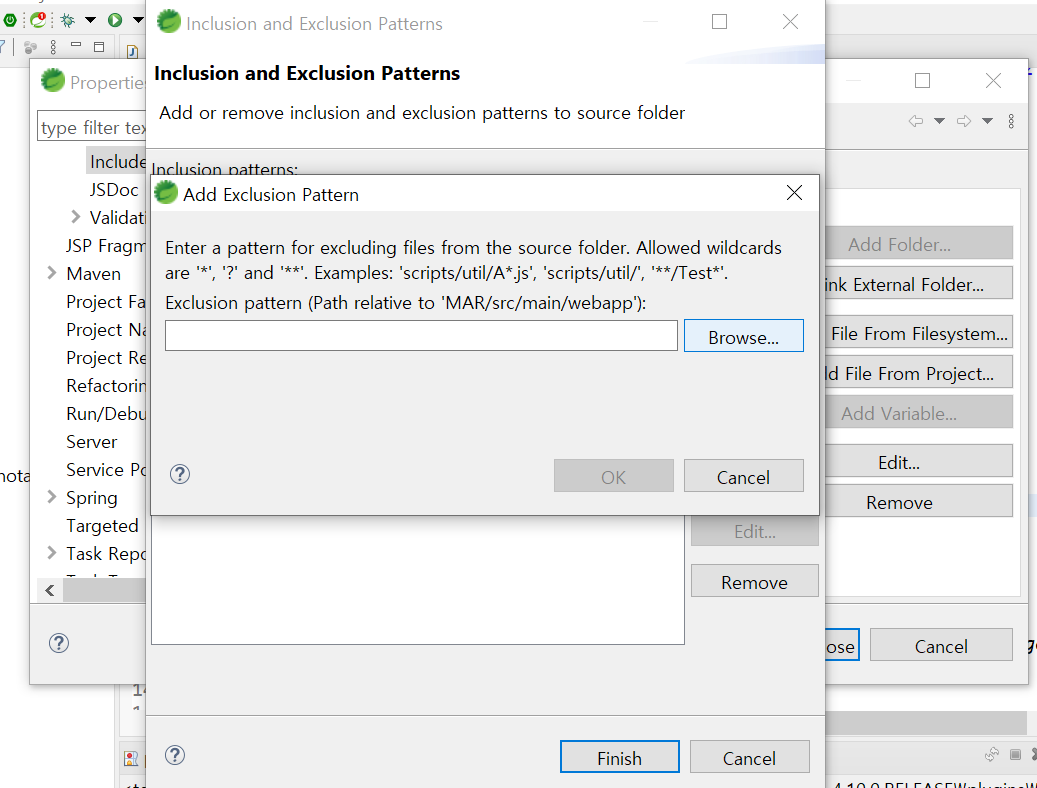 Inclusion and Exclusion Patterns
Inclusion and Exclusion Patterns
Add or remove inclusion and exclusion patterns to source folder
Inclusion patterns:
Properties
type filter tex
Include
JSDoc
Validati
JSP Fragm
Maven
Project Fa
Project Na
Project Re
Refactorin
Run/Debu
Server
Service Po
Spring
Targeted
Task Repo
Add Exclusion Pattern
Enter a pattern for excluding files from the source folder. Allowed wildcards
are '*', '?' and '**'. Examples: 'scripts/util/A*.js', 'scripts/util/', '**/Test*'.
Exclusion pattern (Path relative to 'MAR/src/main/webapp'):
Browse...
OK
Cancel
Edit...
Remove
Finish
Cancel
Add Folder...
ink External Folder...
File From Filesystem...
ld File From Project...
Add Variable...
Edit...
Remove
ose
Cancel
nota
14